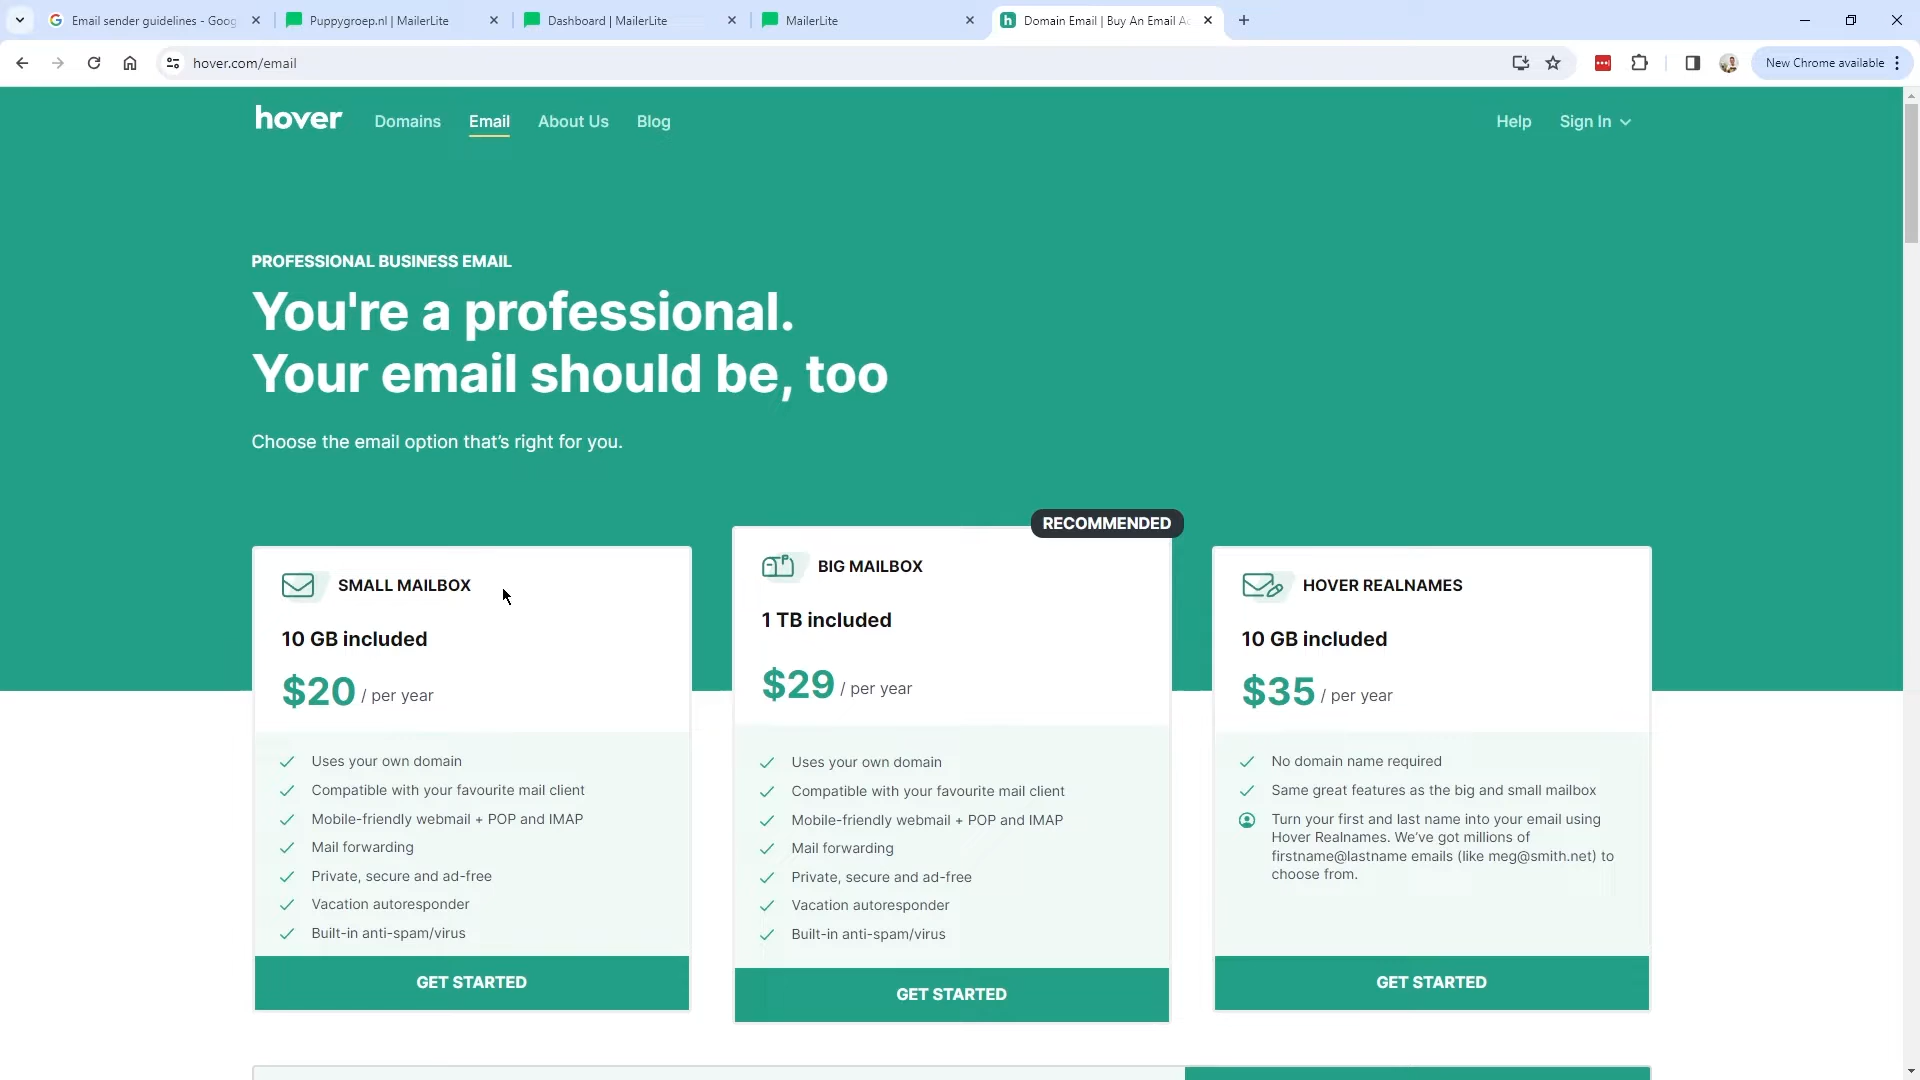 Email sender guidelines - Goog
Puppygroep.nl | MailerLite
Dashboard | MailerLite
MailerLite
Domain Email | Buy An Email Ac
hover.com/email
New Chrome available
hover
Domains
Email
About Us
Blog
Help
Sign In
PROFESSIONAL BUSINESS EMAIL
You're a professional.
Your email should be, too
Choose the email option that's right for you.
SMALL MAILBOX
10 GB included
$20 / per year
Uses your own domain
Compatible with your favourite mail client
Mobile-friendly webmail + POP and IMAP
Mail forwarding
Private, secure and ad-free
Vacation autoresponder
Built-in anti-spam/virus
GET STARTED
RECOMMENDED
BIG MAILBOX
1 TB included
$29 / per year
Uses your own domain
Compatible with your favourite mail client
Mobile-friendly webmail + POP and IMAP
Mail forwarding
Private, secure and ad-free
Vacation autoresponder
Built-in anti-spam/virus
GET STARTED
HOVER REALNAMES
10 GB included
$35 / per year
No domain name required
Same great features as the big and small mailbox
Turn your first and last name into your email using
Hover Realnames. We've got millions of
firstname@lastname emails (like meg@smith.net) to
choose from.
GET STARTED